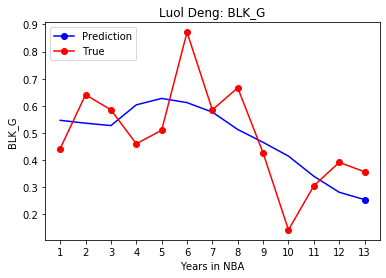 Luol Deng: BLK_G
Prediction
True
BLK_G
0.9
0.8
0.7
0.6
0.5
0.4
0.3
0.2
1 2 3 4 5 6 7 8 9 10 11 12 13
Years in NBA